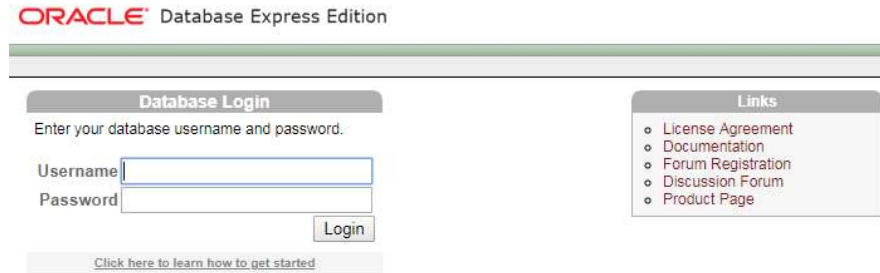 ORACLE Database Express Edition
Database Login
Enter your database username and password.
Username
Password
Login
Click here to learn how to get started
Links
License Agreement
Documentation
Forum Registration
Discussion Forum
Product Page